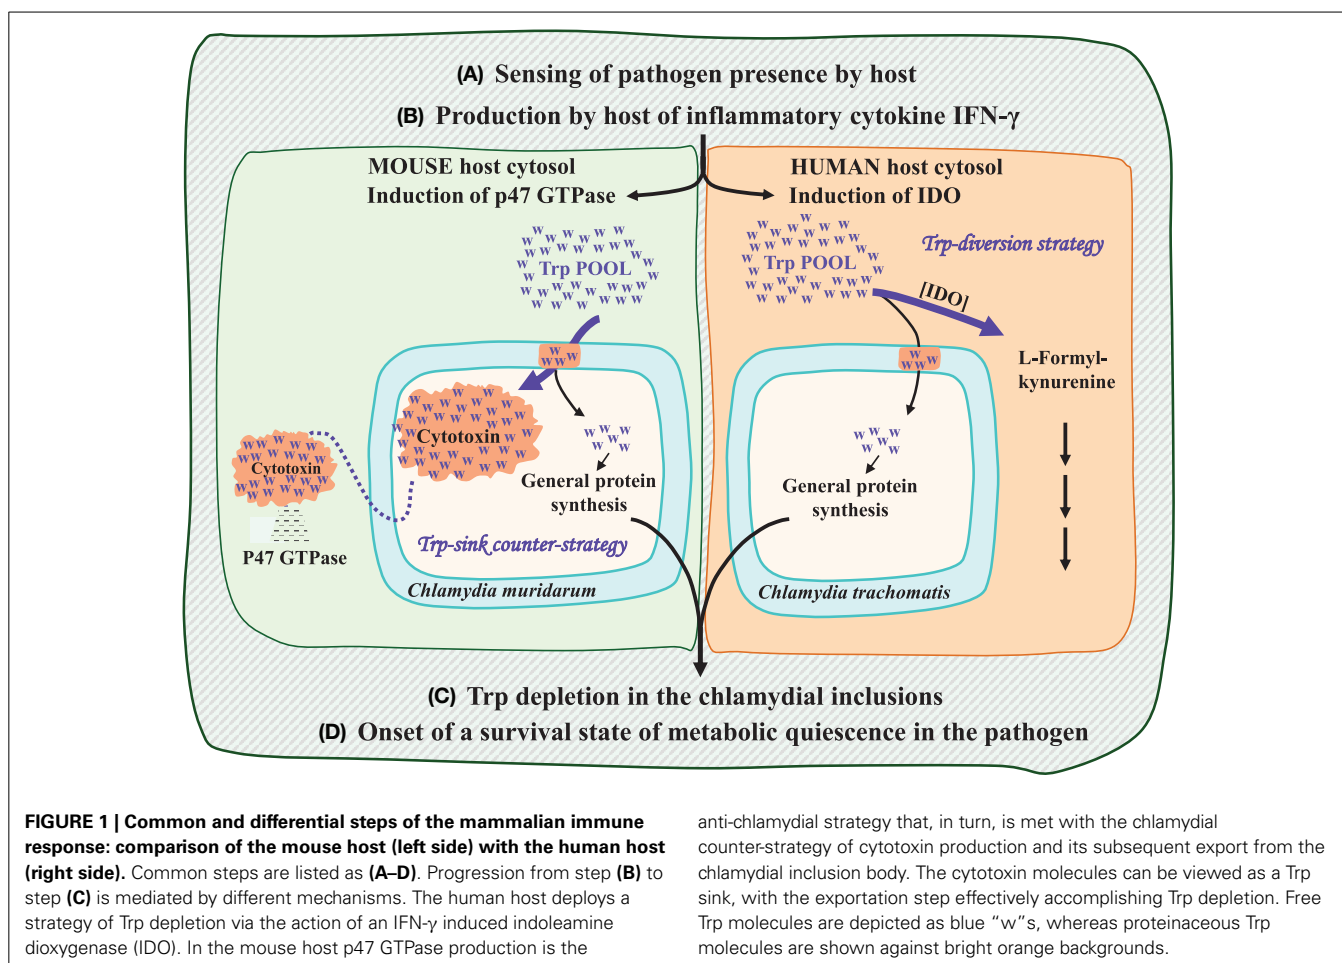 (A) Sensing of pathogen presence by host
(B) Production by host of inflammatory cytokine IFN-γ
MOUSE host cytosol
Induction of p47 GTPase
HUMAN host cytosol
Induction of IDO
Trp POOL
Trp POOL
Trp-diversion strategy
[IDO]
L-Formyl-
kynurenine
Cytotoxin
Cytotoxin
P47 GTPase
General protein
synthesis
General protein
synthesis
Trp-sink counter-strategy
Chlamydia muridarum
Chlamydia trachomatis
(C) Trp depletion in the chlamydial inclusions
(D) Onset of a survival state of metabolic quiescence in the pathogen
FIGURE 1 | Common and differential steps of the mammalian immune
response: comparison of the mouse host (left side) with the human host
(right side). Common steps are listed as (A–D). Progression from step (B) to
step (C) is mediated by different mechanisms. The human host deploys a
strategy of Trp depletion via the action of an IFN-γ induced indoleamine
dioxygenase (IDO). In the mouse host p47 GTPase production is the
anti-chlamydial strategy that, in turn, is met with the chlamydial
counter-strategy of cytotoxin production and its subsequent export from the
chlamydial inclusion body. The cytotoxin molecules can be viewed as a Trp
sink, with the exportation step effectively accomplishing Trp depletion. Free
Trp molecules are depicted as blue “w”s, whereas proteinaceous Trp
molecules are shown against bright orange backgrounds.